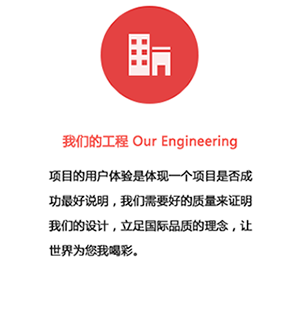 我们的工程 Our Engineering
项目的用户体验是体现一个项目是否成
功最好说明，我们需要好的质量来证明
我们的设计，立足国际品质的理念，让
世界为您我喝彩。